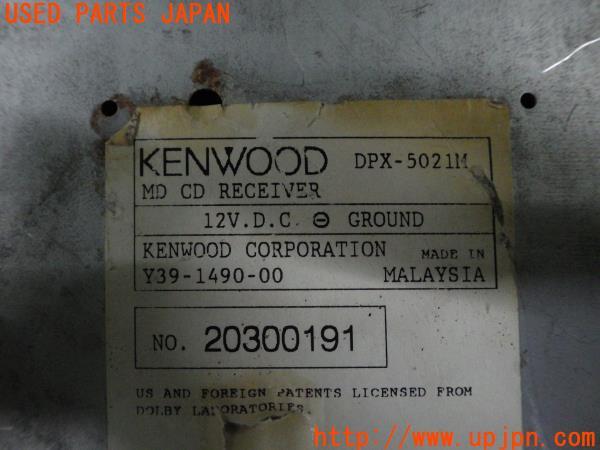 USED PARTS JAPAN
KENWOOD DPX-5021M
MD CD RECEIVER
12V.D.C. ⊖ GROUND
KENWOOD CORPORATION MADE IN
Y39-1490-00 MALAYSIA
NO. 20300191
US AND FOREIGN PATENTS LICENSED FROM
DOLBY LABORATORIES
http://www.upjpn.com